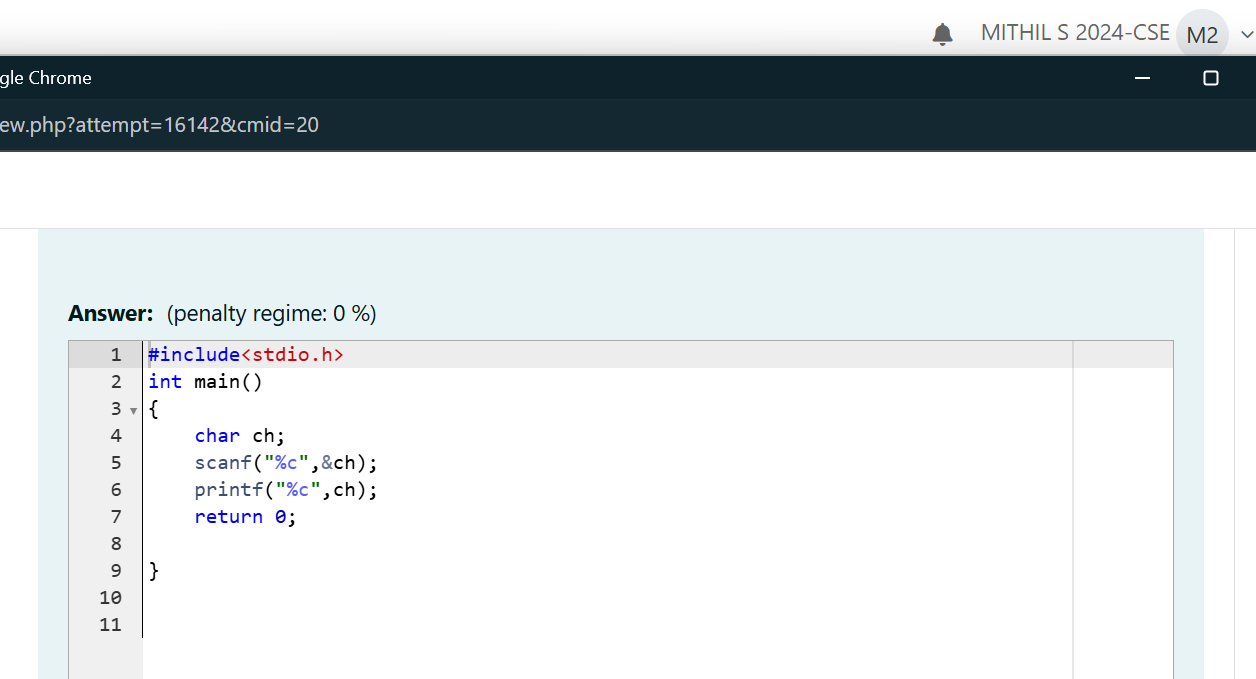 MITHIL S 2024-CSE M2
gle Chrome
ew.php?attempt=16142&cmid=20
Answer: (penalty regime: 0 %)
1 #include<stdio.h>
2 int main()
3 {
4     char ch;
5     scanf("%c",&ch);
6     printf("%c",ch);
7     return 0;
8
9 }
10
11